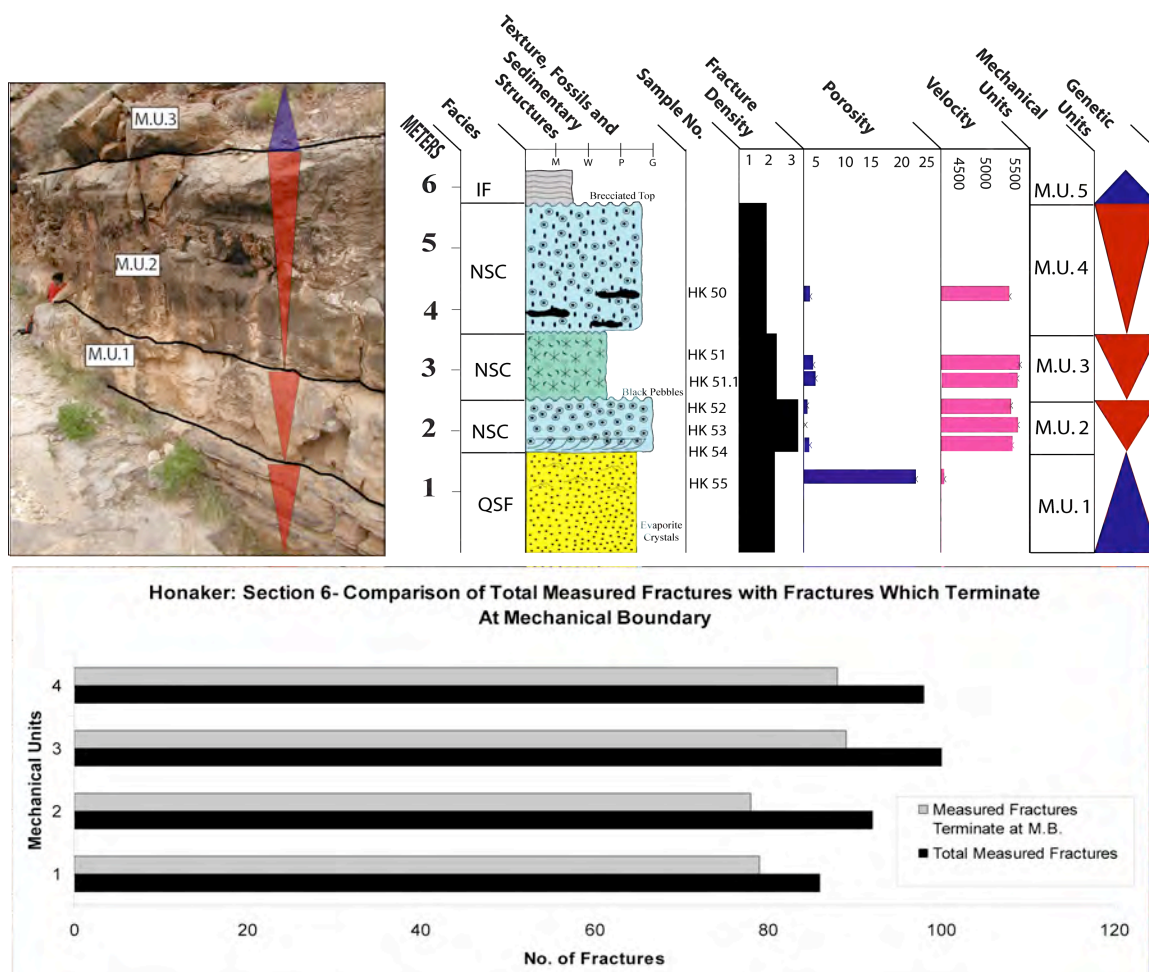 M.U.3
M.U.2
M.U.1
METERS
Facies
Texture, Fossils and
Sedimentary
Structures
Sample No.
Fracture
Density
Porosity
Velocity
Mechanical
Units
Genetic
Units
M W P G
1 2 3
5 10 15 20 25
4500 5000 5500
6
IF
Brecciated Top
M.U. 5
5
NSC
HK 50
M.U. 4
4
3
NSC
HK 51
HK 51.1
M.U. 3
Black Pebbles
2
NSC
HK 52
HK 53
HK 54
M.U. 2
1
QSF
HK 55
Evaporite
Crystals
M.U. 1
Honaker: Section 6- Comparison of Total Measured Fractures with Fractures Which Terminate
At Mechanical Boundary
Mechanical Units
4
3
2
1
Measured Fractures
Terminate at M.B.
Total Measured Fractures
0 20 40 60 80 100 120
No. of Fractures